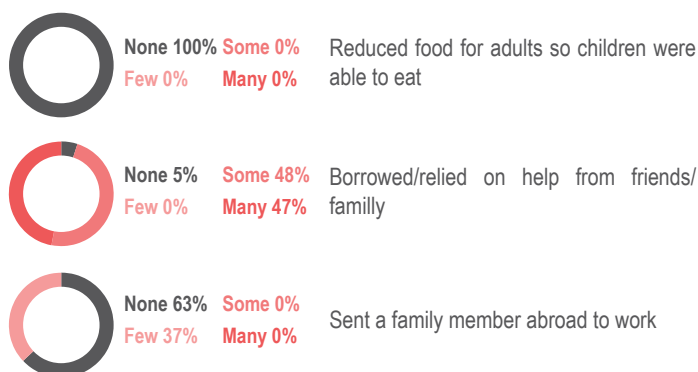 None 100% Some 0%
Few 0% Many 0%
Reduced food for adults so children were
able to eat
None 5% Some 48%
Few 0% Many 47%
Borrowed/relied on help from friends/
familly
None 63% Some 0%
Few 37% Many 0%
Sent a family member abroad to work